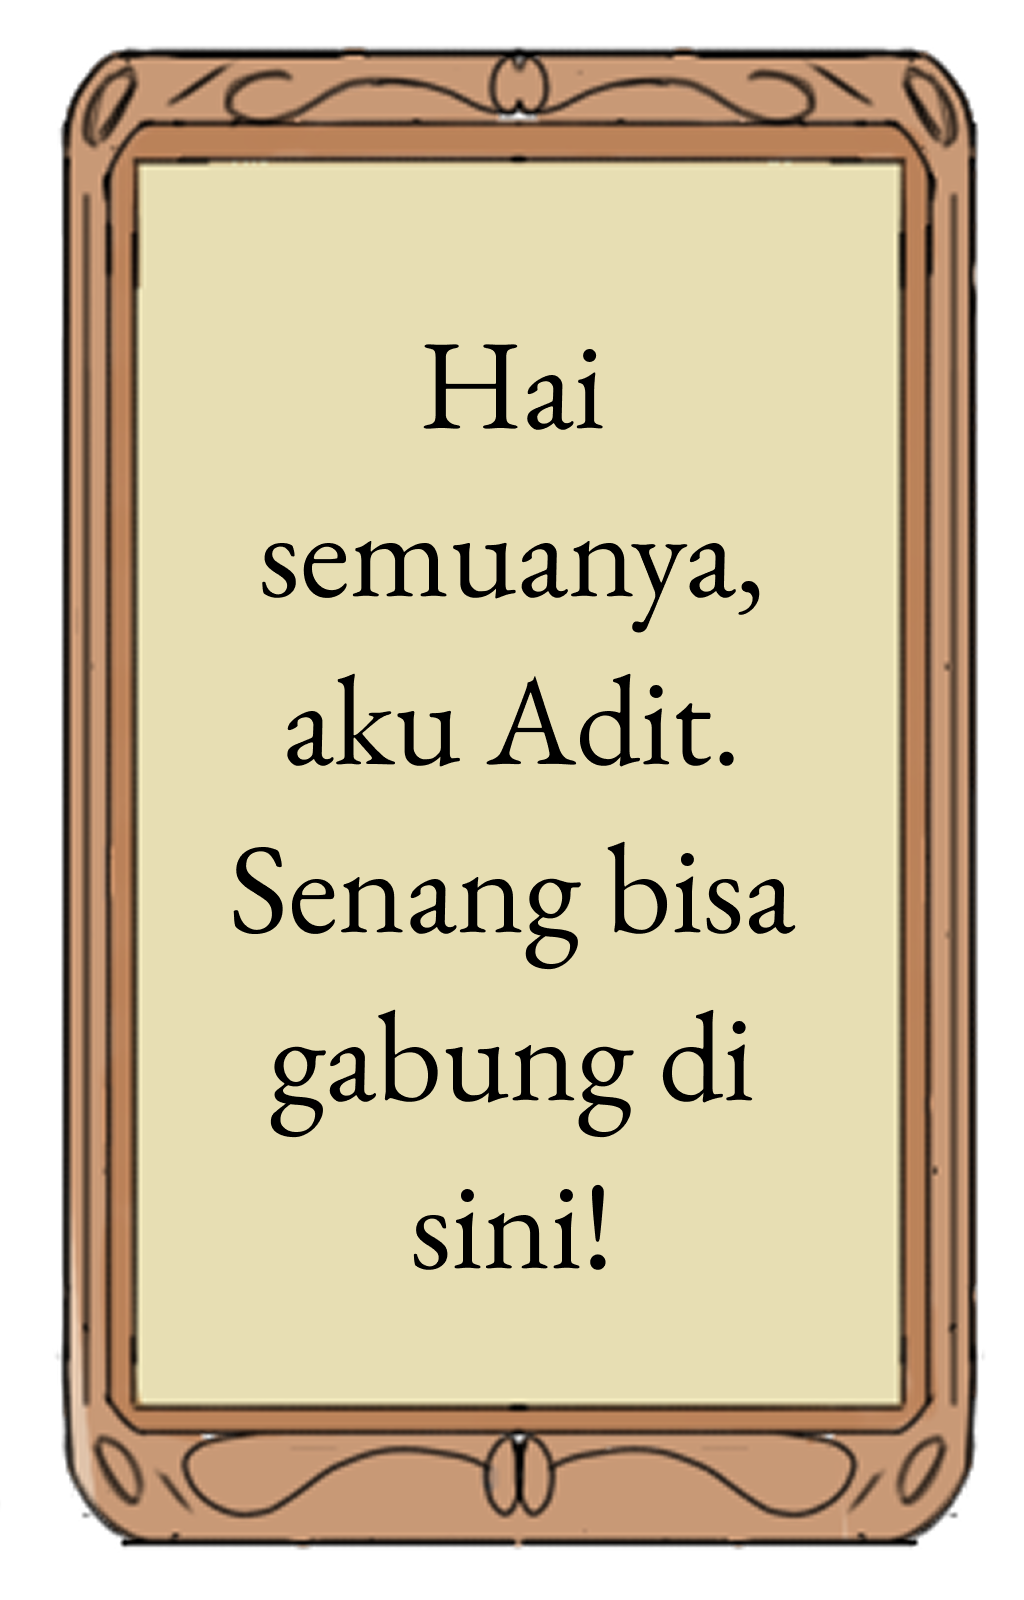 Hai
semuanya,
aku Adit.
Senang bisa
gabung di
sini!